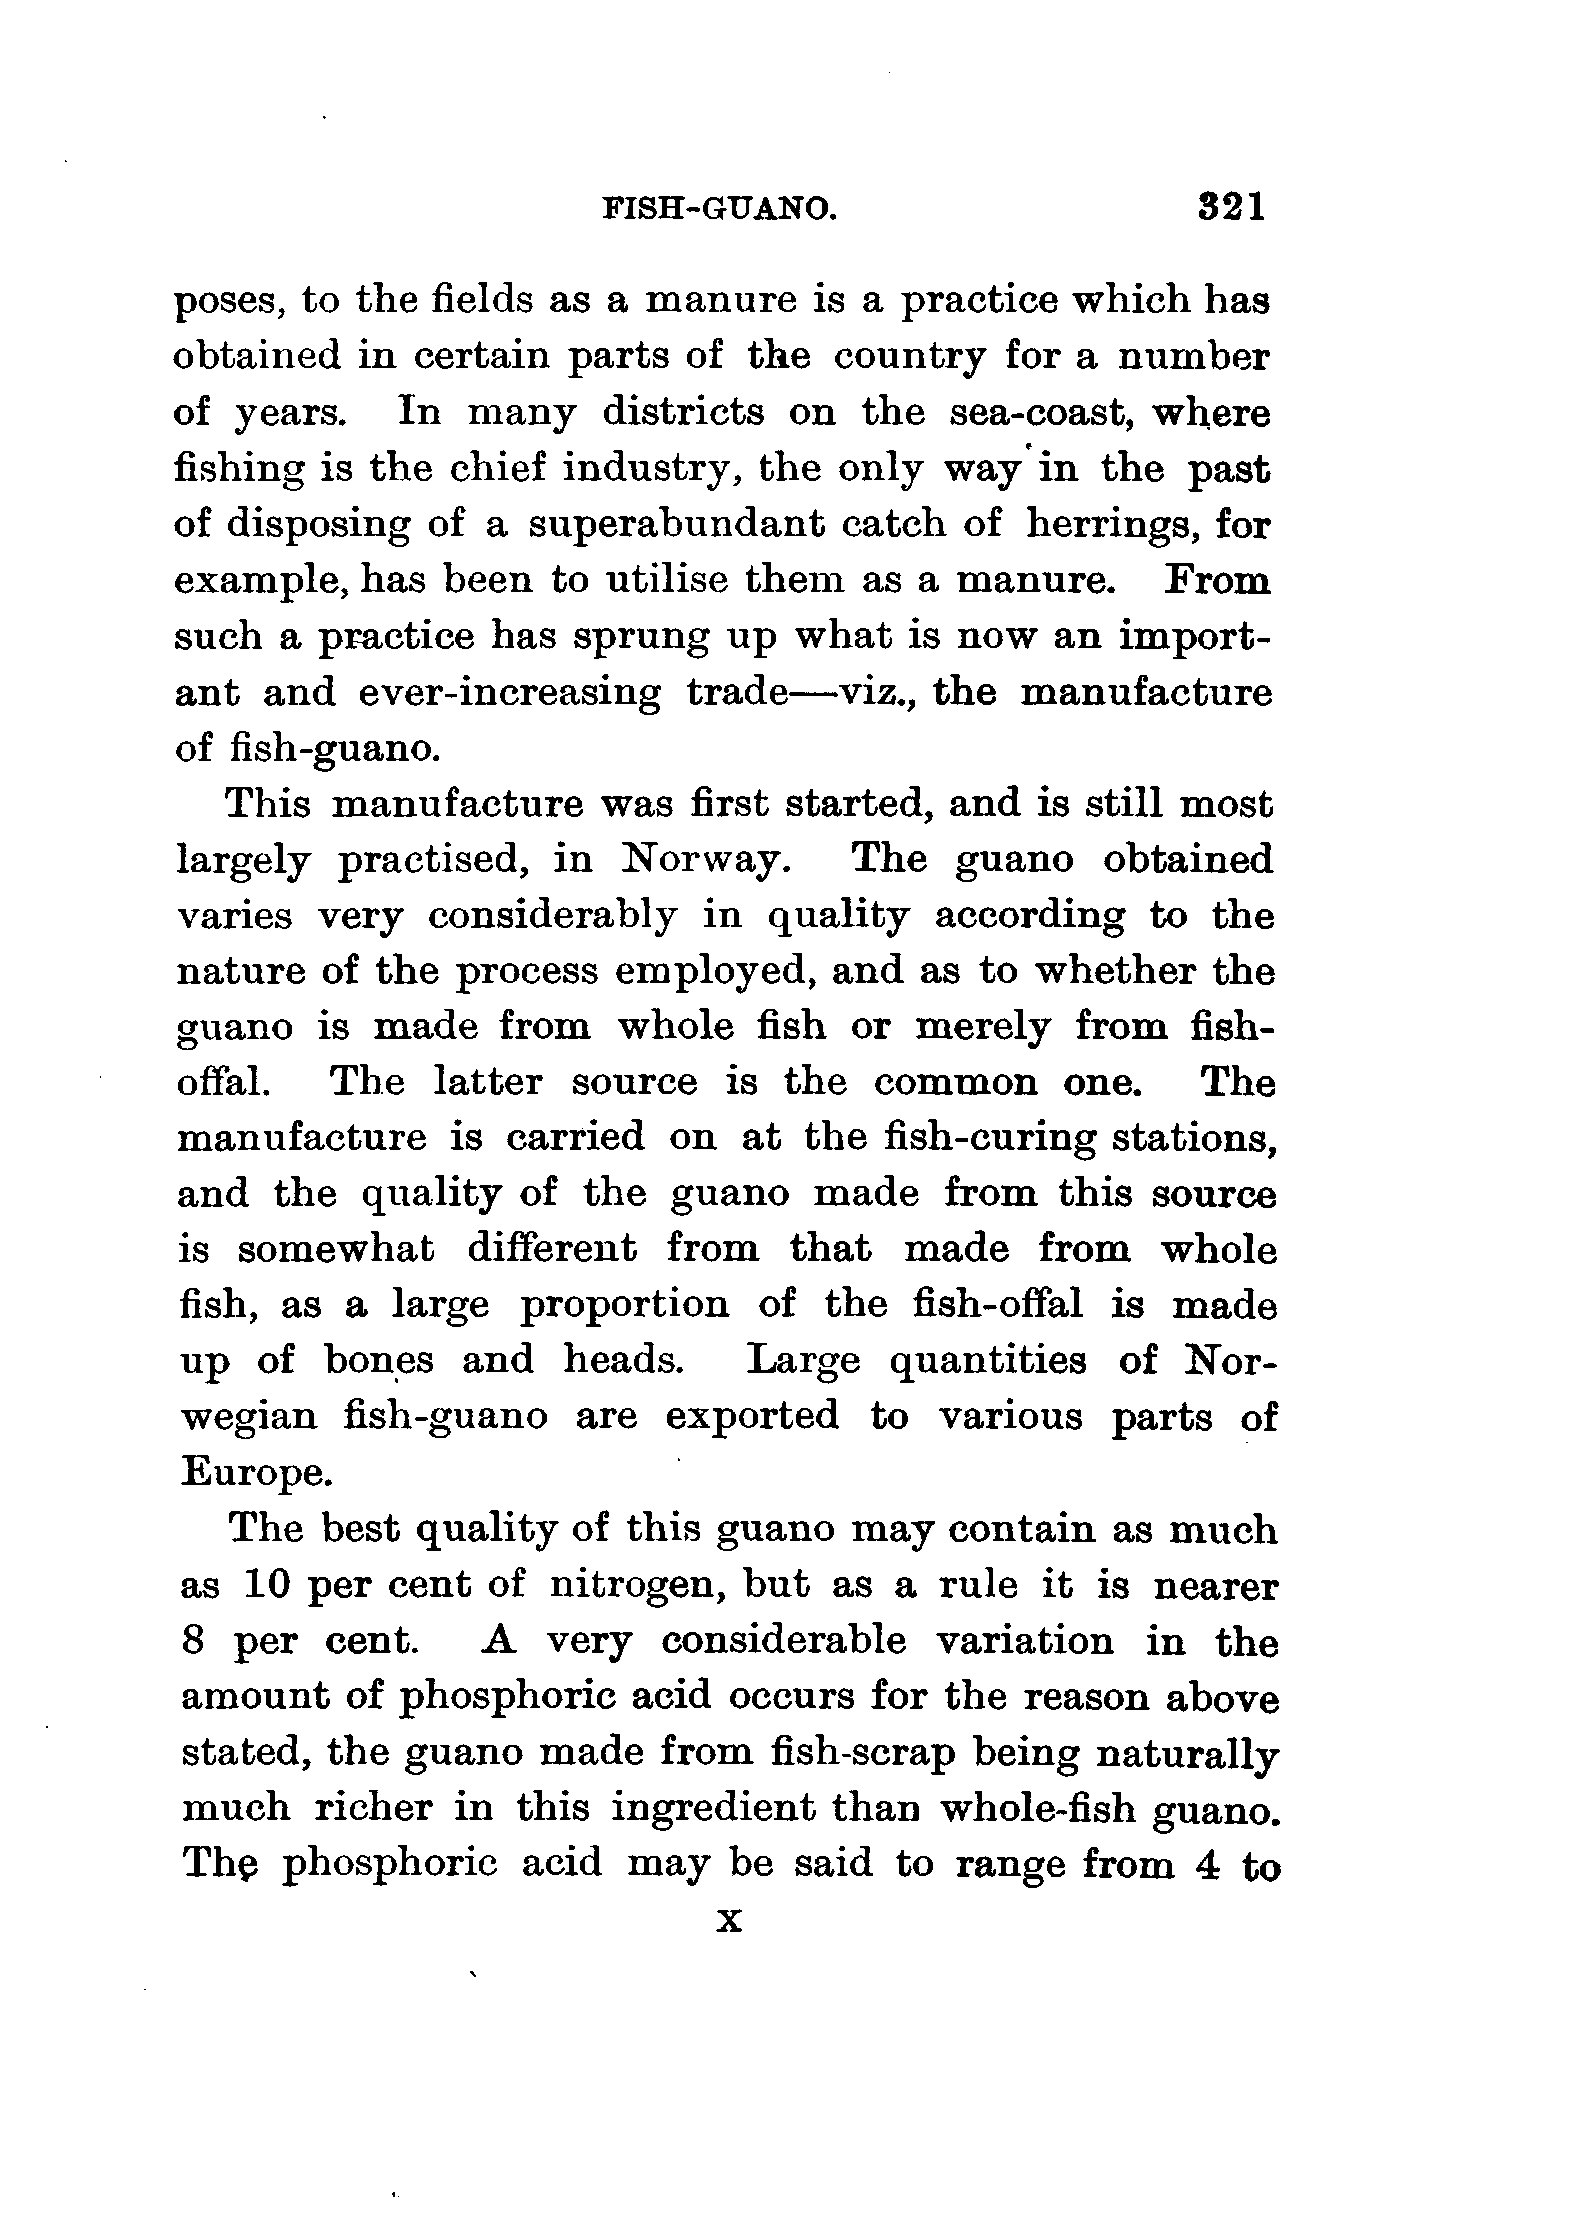 FISH-GUANO. 321
poses, to the fields as a manure is a practice which has
obtained in certain parts of the country for a number
of years. In many districts on the sea-coast, where
fishing is the chief industry, the only way in the past
of disposing of a superabundant catch of herrings, for
example, has been to utilise them as a manure. From
such a practice has sprung up what is now an import-
ant and ever-increasing trade—viz., the manufacture
of fish-guano.
This manufacture was first started, and is still most
largely practised, in Norway. The guano obtained
varies very considerably in quality according to the
nature of the process employed, and as to whether the
guano is made from whole fish or merely from fish-
offal. The latter source is the common one. The
manufacture is carried on at the fish-curing stations,
and the quality of the guano made from this source
is somewhat different from that made from whole
fish, as a large proportion of the fish-offal is made
up of bones and heads. Large quantities of Nor-
wegian fish-guano are exported to various parts of
Europe.
The best quality of this guano may contain as much
as 10 per cent of nitrogen, but as a rule it is nearer
8 per cent. A very considerable variation in the
amount of phosphoric acid occurs for the reason above
stated, the guano made from fish-scrap being naturally
much richer in this ingredient than whole-fish guano.
The phosphoric acid may be said to range from 4 to
X